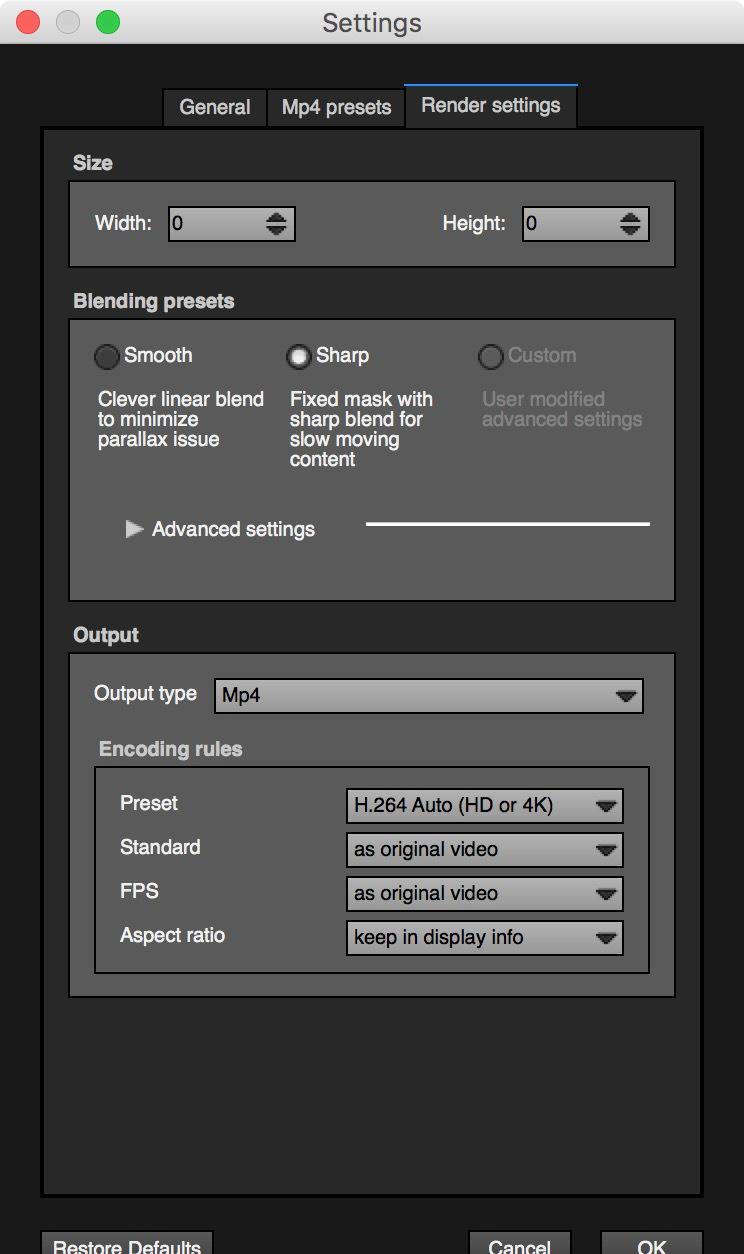 Settings
General Mp4 presets Render settings
Size
Width: 0 Height: 0
Blending presets
Smooth Sharp Custom
Clever linear blend
to minimize
parallax issue
Fixed mask with
sharp blend for
slow moving
content
User modified
advanced settings
Advanced settings
Output
Output type Mp4
Encoding rules
Preset H.264 Auto (HD or 4K)
Standard as original video
FPS as original video
Aspect ratio keep in display info
Restore Defaults Cancel OK